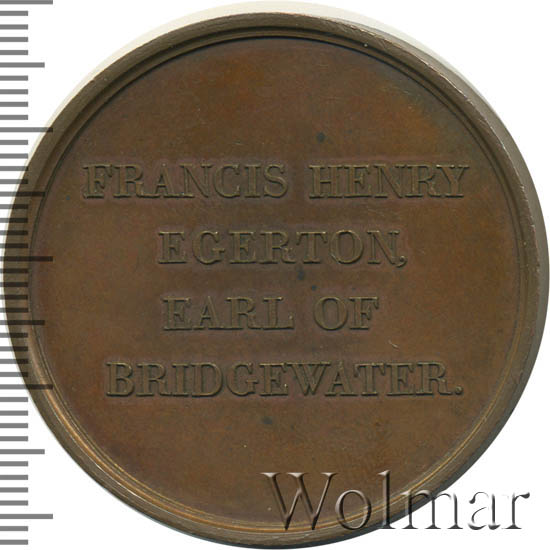 FRANCIS HENRY
EGERTON,
EARL OF
BRIDGEWATER.
Wolmar